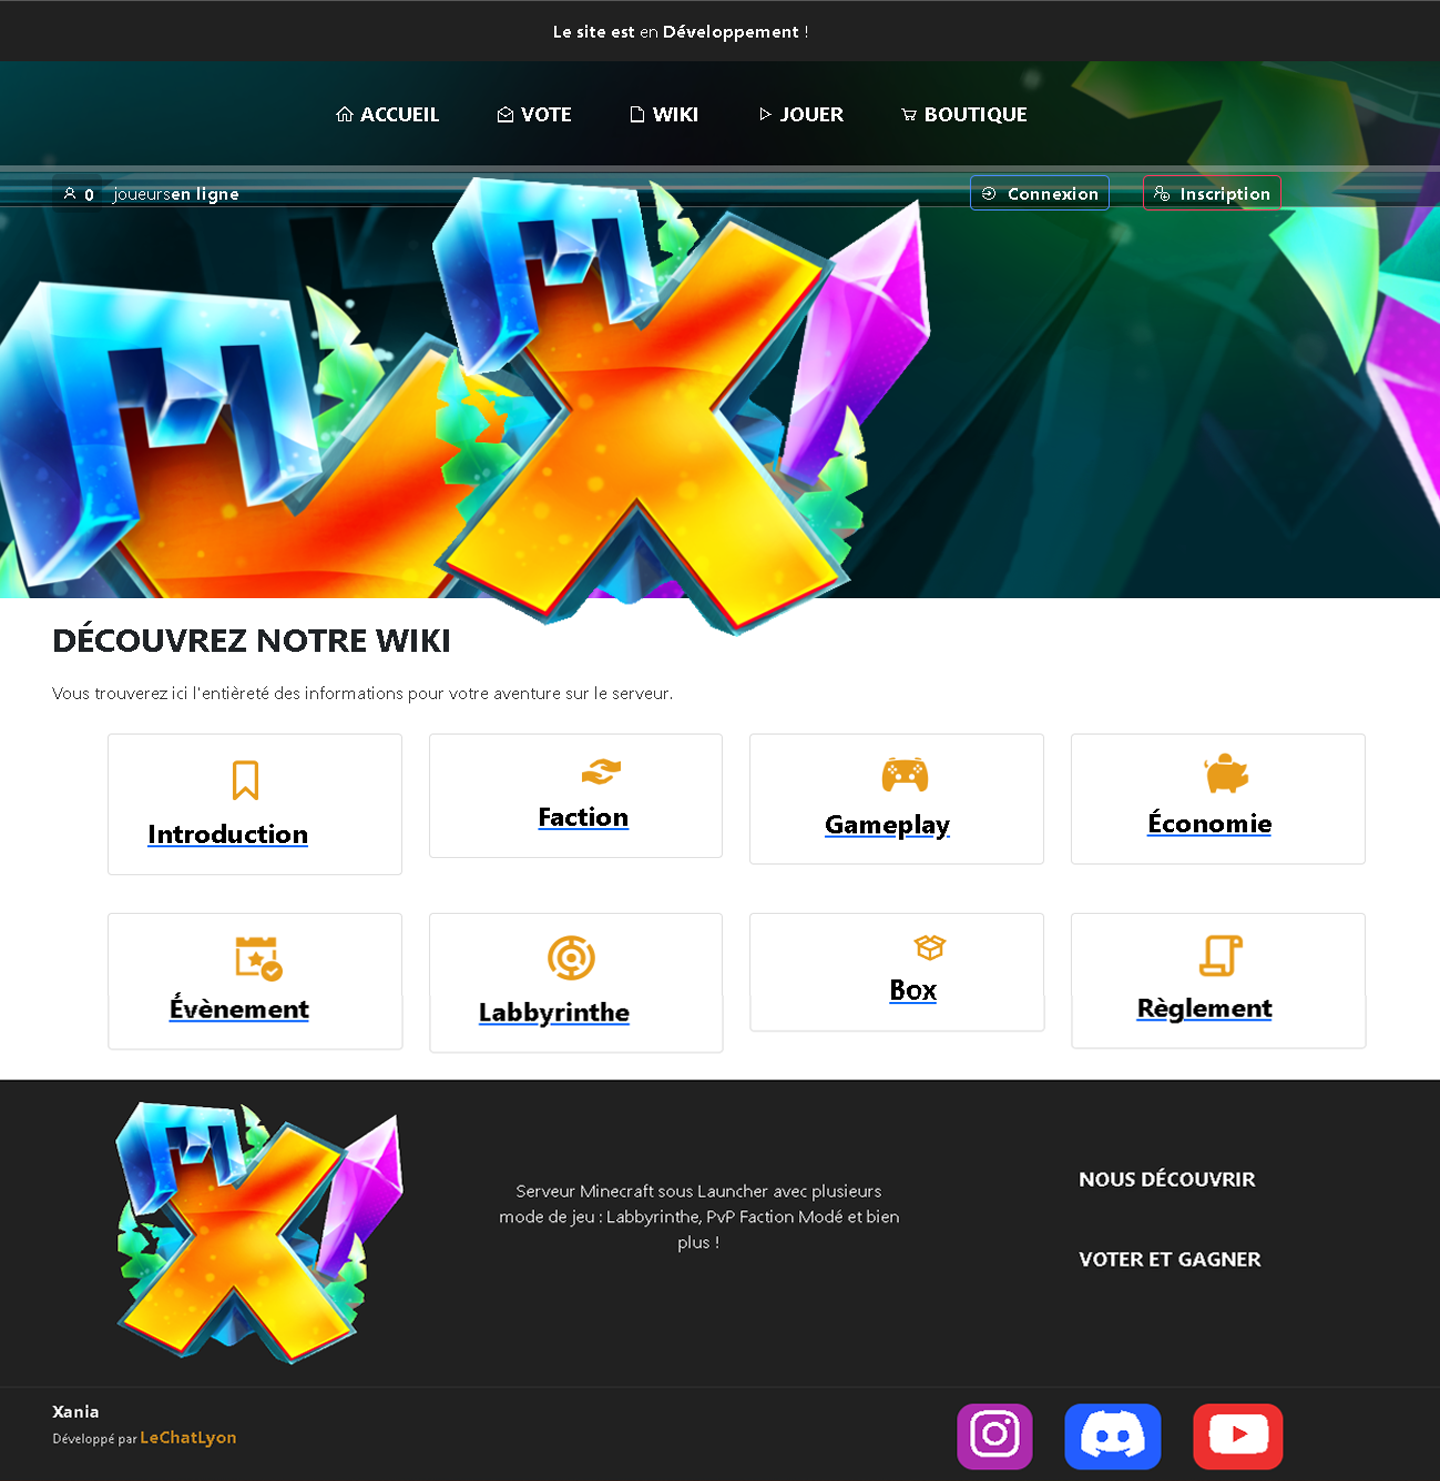 Le site est en Développement !
ACCUEIL VOTE WIKI JOUER BOUTIQUE
0 joueursen ligne Connexion Inscription
DÉCOUVREZ NOTRE WIKI
Vous trouverez ici l'entièreté des informations pour votre aventure sur le serveur.
Introduction Faction Gameplay Économie
Évènement Labbyrinthe Box Règlement
NOUS DÉCOUVRIR
Serveur Minecraft sous Launcher avec plusieurs
mode de jeu : Labbyrinthe, PvP Faction Modé et bien
plus !
VOTER ET GAGNER
Xania
Développé par LeChatLyon